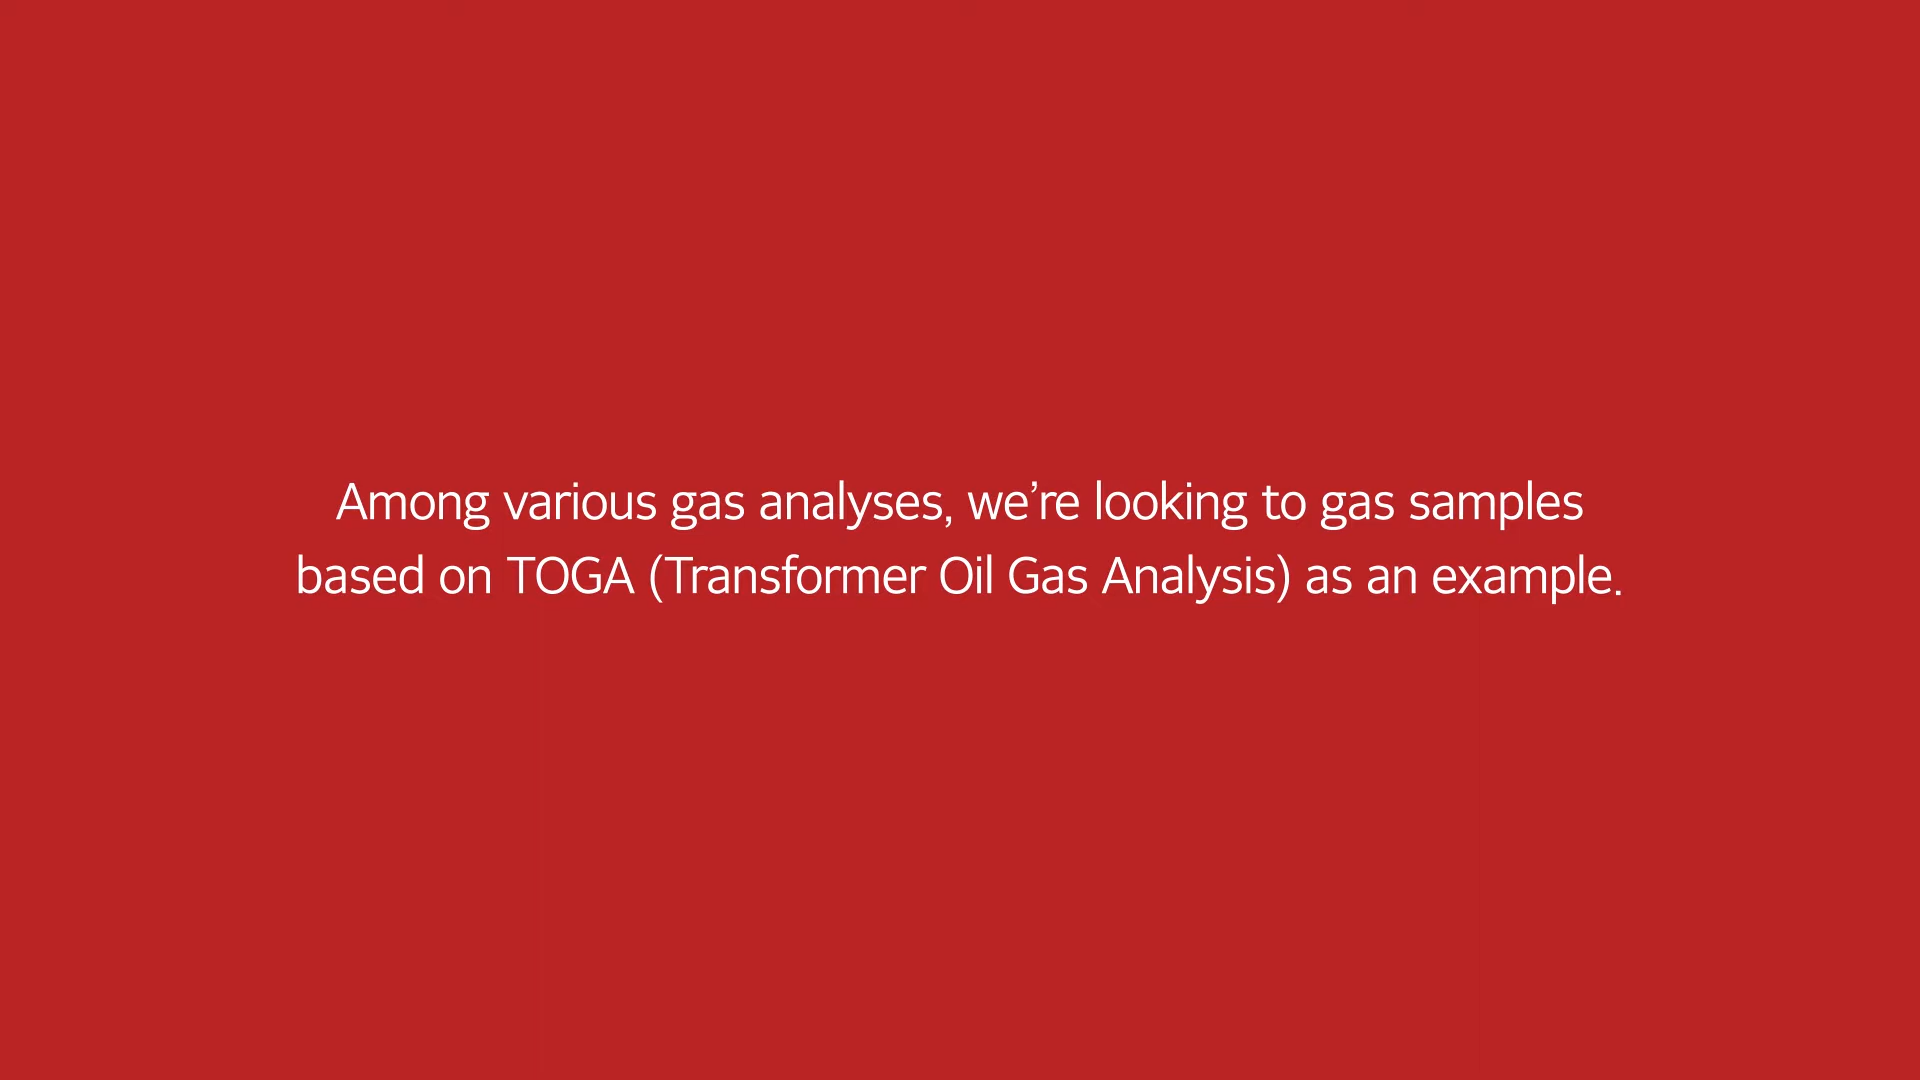 Among various gas analyses, we’re looking to gas samples
based on TOGA (Transformer Oil Gas Analysis) as an example.